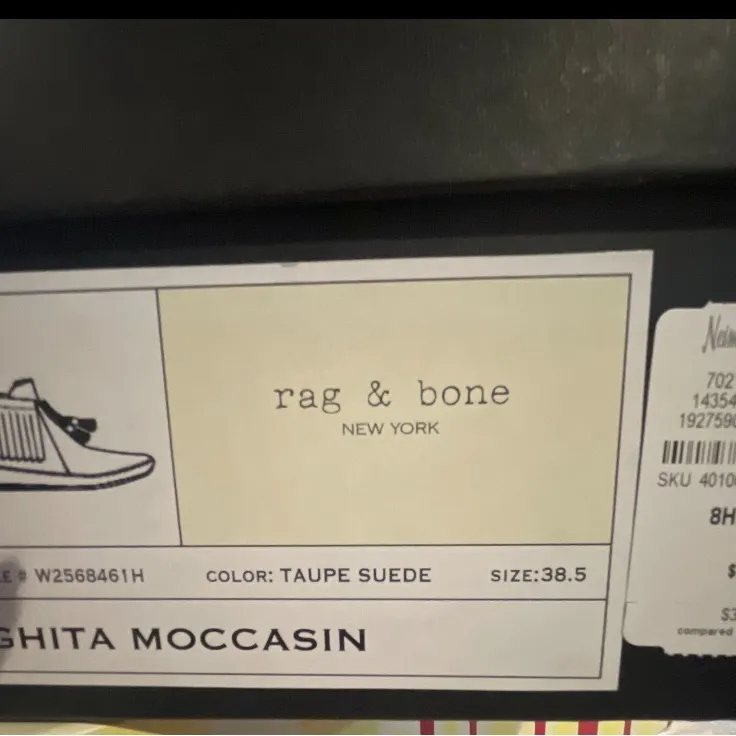 rag & bone
NEW YORK
E # W2568461H
COLOR: TAUPE SUEDE
SIZE:38.5
GHITA MOCCASIN
702
14354
192759
SKU 4010
8H
$
$3
compared